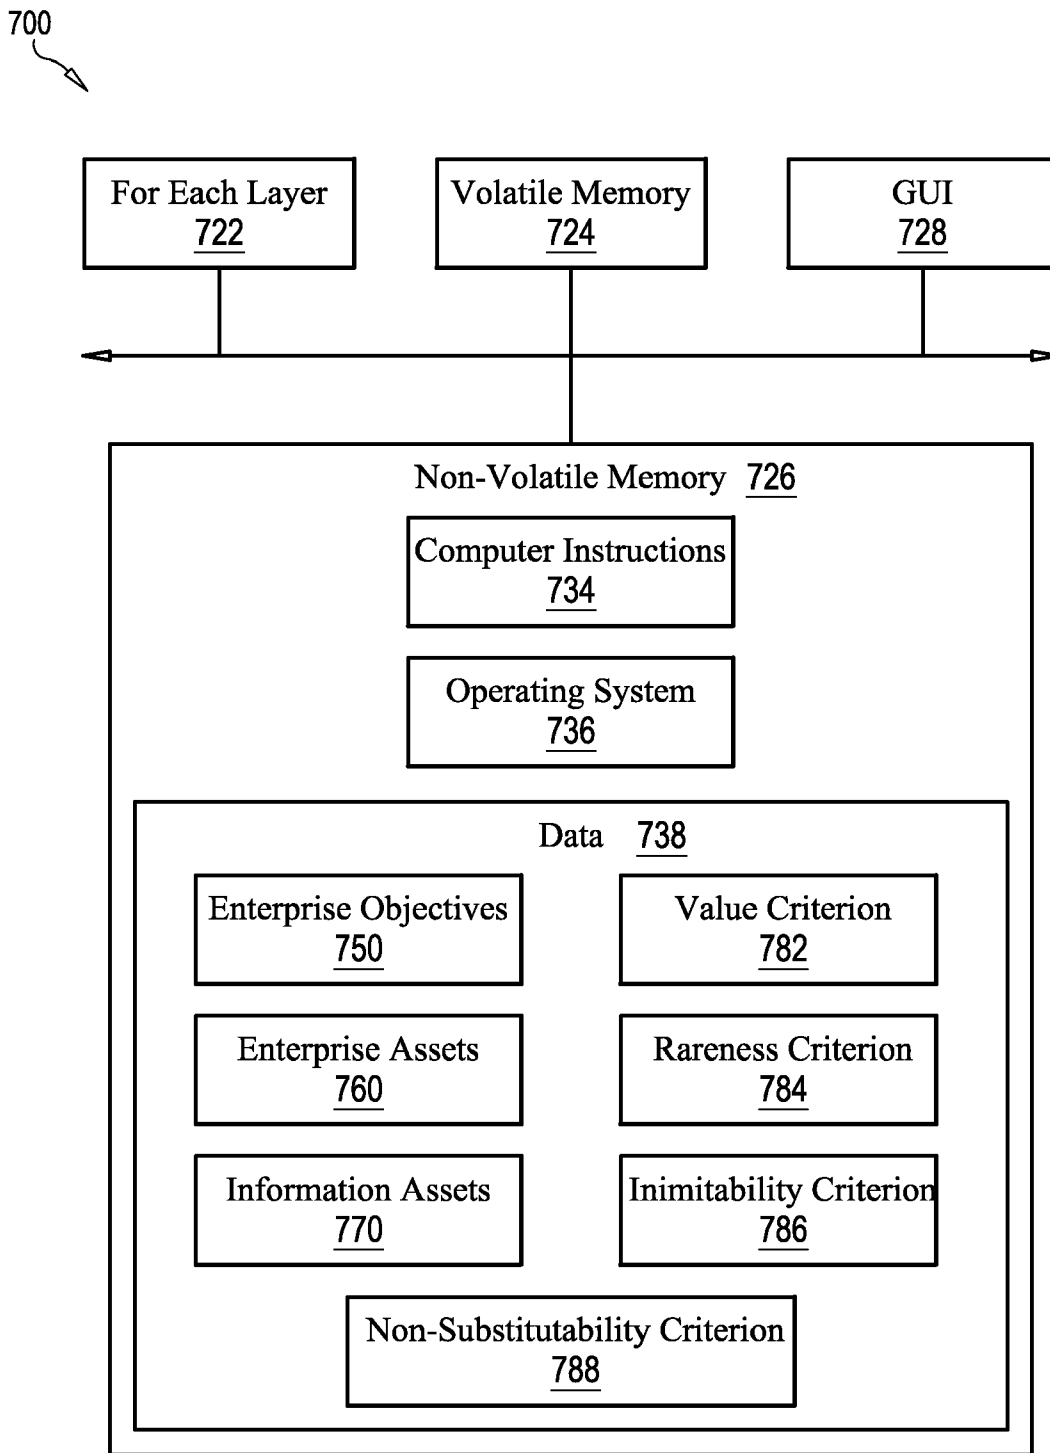 700
For Each Layer
722
Volatile Memory
724
GUI
728
Non-Volatile Memory 726
Computer Instructions
734
Operating System
736
Data 738
Enterprise Objectives
750
Value Criterion
782
Enterprise Assets
760
Rareness Criterion
784
Information Assets
770
Inimitability Criterion
786
Non-Substitutability Criterion
788